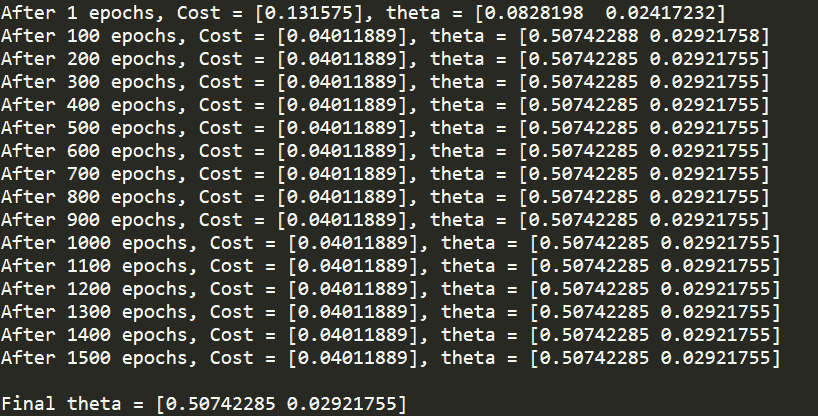 After 1 epochs, Cost = [0.131575], theta = [0.0828198  0.02417232]
After 100 epochs, Cost = [0.04011889], theta = [0.50742288 0.02921758]
After 200 epochs, Cost = [0.04011889], theta = [0.50742285 0.02921755]
After 300 epochs, Cost = [0.04011889], theta = [0.50742285 0.02921755]
After 400 epochs, Cost = [0.04011889], theta = [0.50742285 0.02921755]
After 500 epochs, Cost = [0.04011889], theta = [0.50742285 0.02921755]
After 600 epochs, Cost = [0.04011889], theta = [0.50742285 0.02921755]
After 700 epochs, Cost = [0.04011889], theta = [0.50742285 0.02921755]
After 800 epochs, Cost = [0.04011889], theta = [0.50742285 0.02921755]
After 900 epochs, Cost = [0.04011889], theta = [0.50742285 0.02921755]
After 1000 epochs, Cost = [0.04011889], theta = [0.50742285 0.02921755]
After 1100 epochs, Cost = [0.04011889], theta = [0.50742285 0.02921755]
After 1200 epochs, Cost = [0.04011889], theta = [0.50742285 0.02921755]
After 1300 epochs, Cost = [0.04011889], theta = [0.50742285 0.02921755]
After 1400 epochs, Cost = [0.04011889], theta = [0.50742285 0.02921755]
After 1500 epochs, Cost = [0.04011889], theta = [0.50742285 0.02921755]
Final theta = [0.50742285 0.02921755]